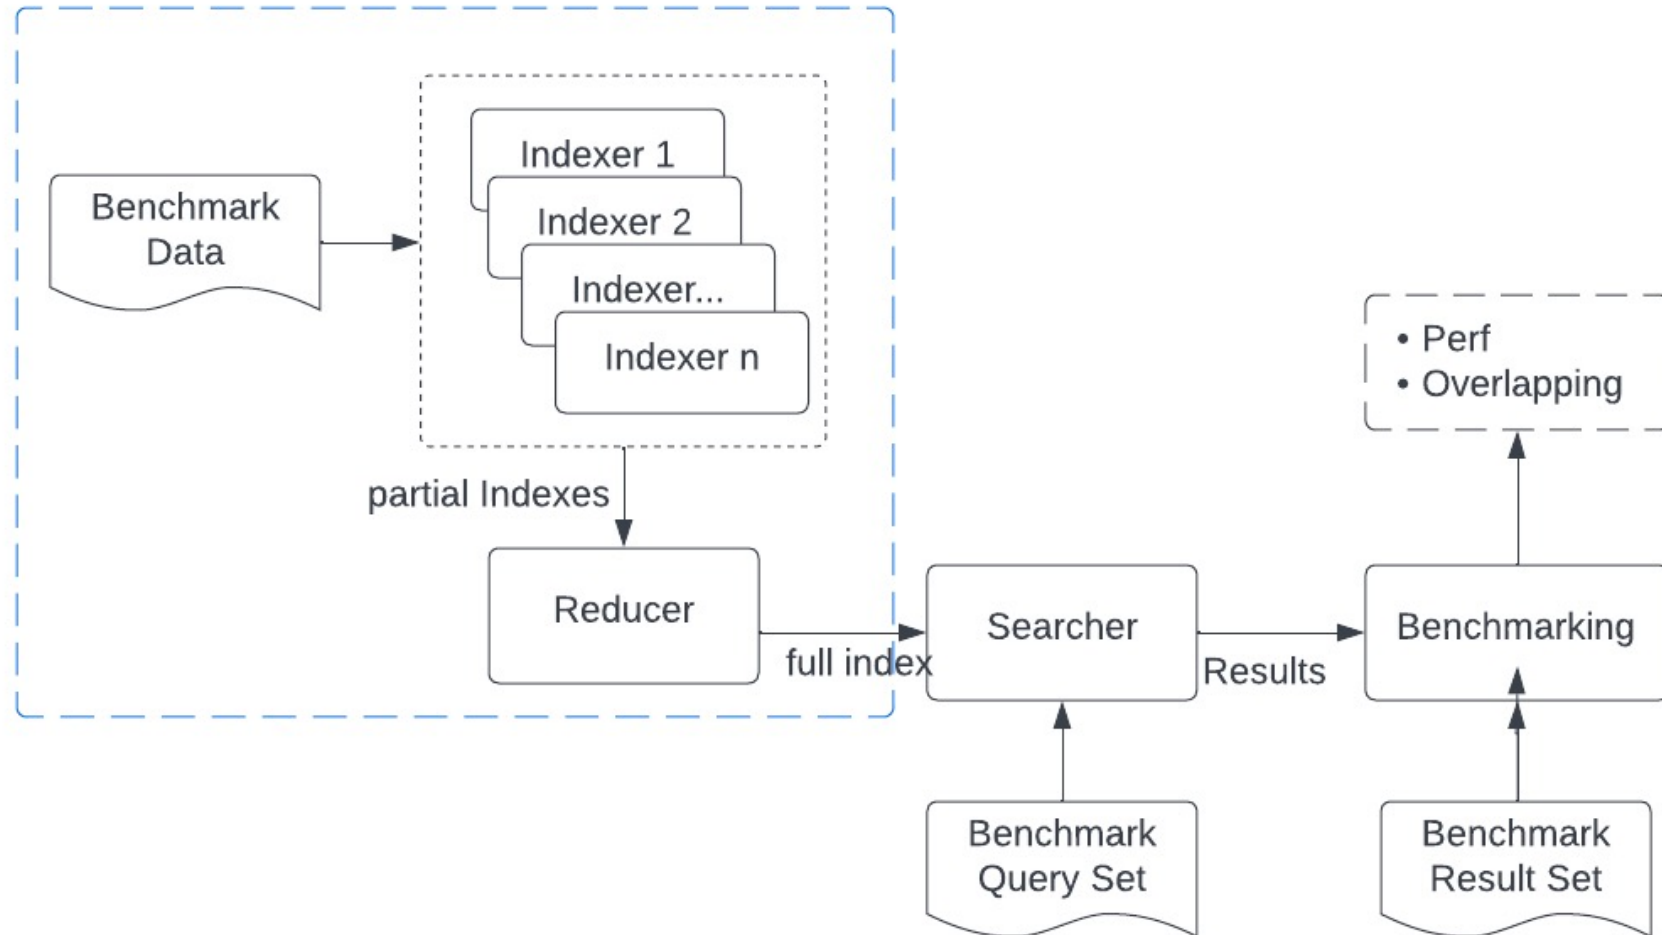 Indexer 1
Benchmark
Data
Indexer 2
Indexer...
Indexer n
• Perf
• Overlapping
partial Indexes
Reducer
Searcher
Benchmarking
full index
Results
Benchmark
Query Set
Benchmark
Result Set